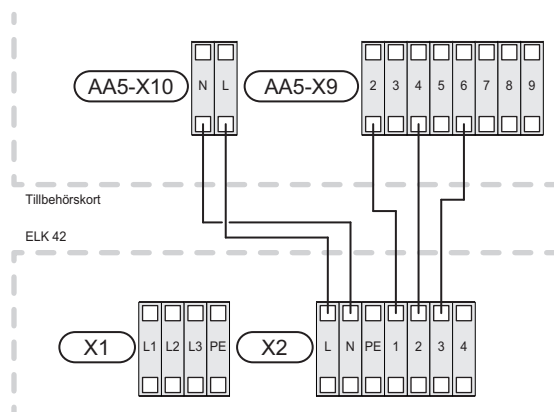 AA5-X10
N L
AA5-X9
2 3 4 5 6 7 8 9
Tillbehörskort
ELK 42
X1
L1 L2 L3 PE
X2
L N PE 1 2 3 4